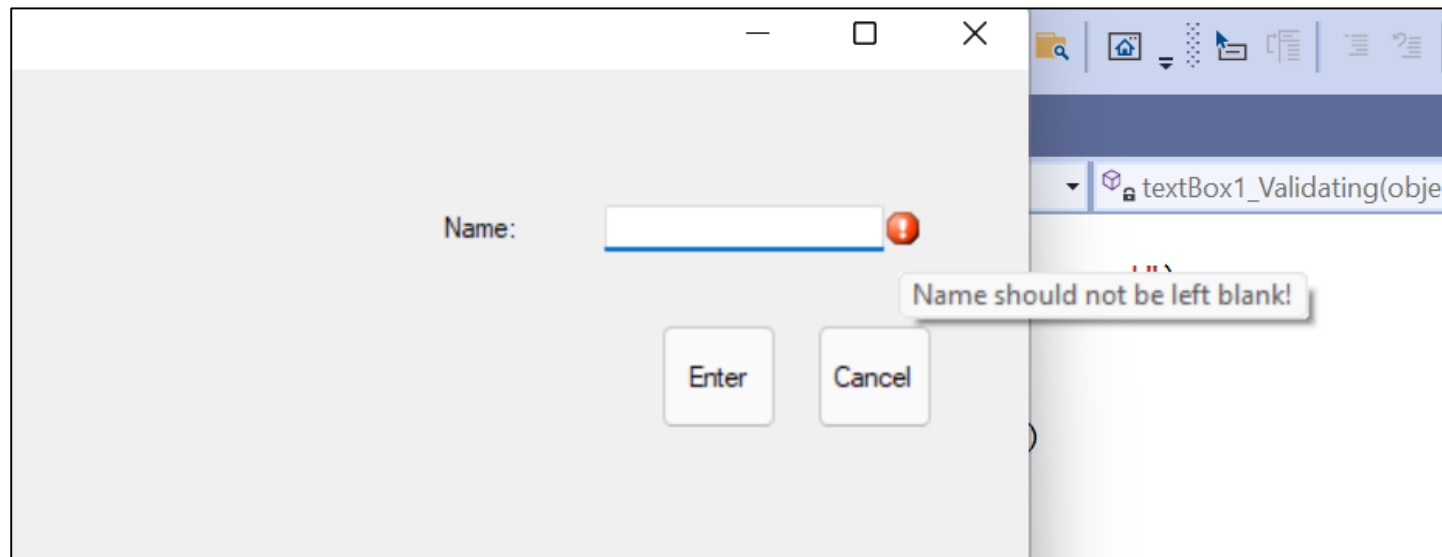 textBox1_Validating(obje
Name:
Name should not be left blank!
Enter
Cancel
)